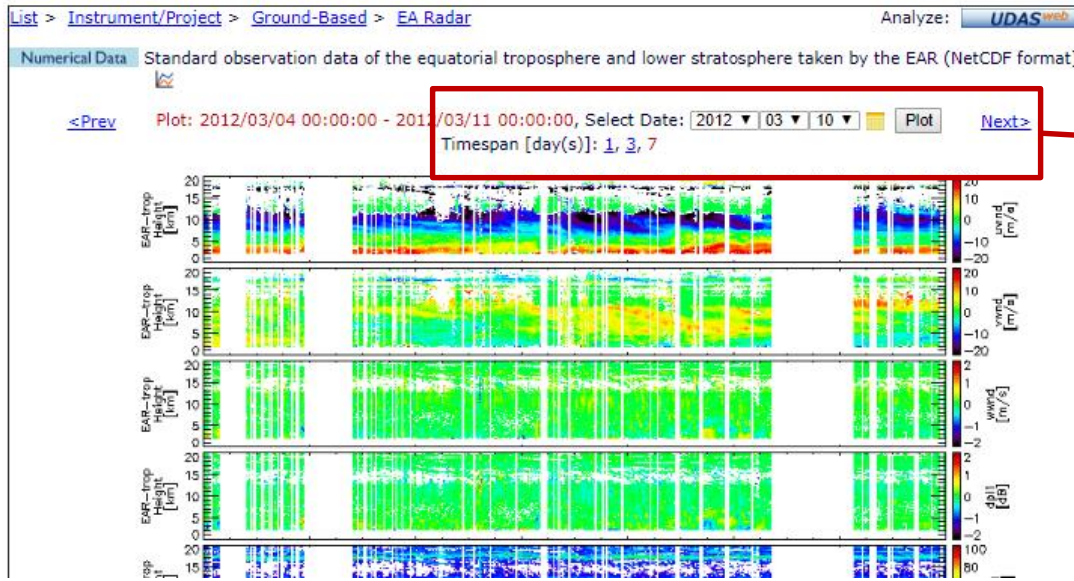 List > Instrument/Project > Ground-Based > EA Radar
Analyze: UDAS web
Numerical Data Standard observation data of the equatorial troposphere and lower stratosphere taken by the EAR (NetCDF format)
<Prev Plot: 2012/03/04 00:00:00 - 2012/03/11 00:00:00, Select Date: 2012 ▼ 03 ▼ 10 ▼ Plot Next>
Timespan [day(s)]: 1, 3, 7
EAR-trop
Height
[km]
20
15
10
5
0
20
10
0
-10
-20
uwnd
[m/s]
EAR-trop
Height
[km]
20
15
10
5
0
20
10
0
-10
-20
vwnd
[m/s]
EAR-trop
Height
[km]
20
15
10
5
0
2
1
0
-1
-2
pwwnd
[m/s]
EAR-trop
Height
[km]
20
15
10
5
0
2
1
0
-1
-2
20
15
100
80